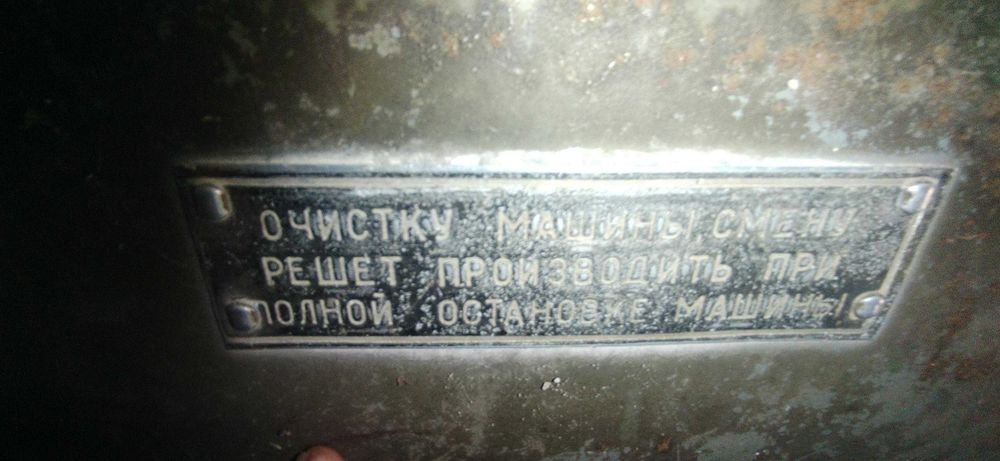 ОЧИСТКУ МАШИНЫ, СМЕНУ
РЕШЕТ ПРОИЗВОДИТЬ ПРИ
ПОЛНОЙ ОСТАНОВКЕ МАШИНЫ